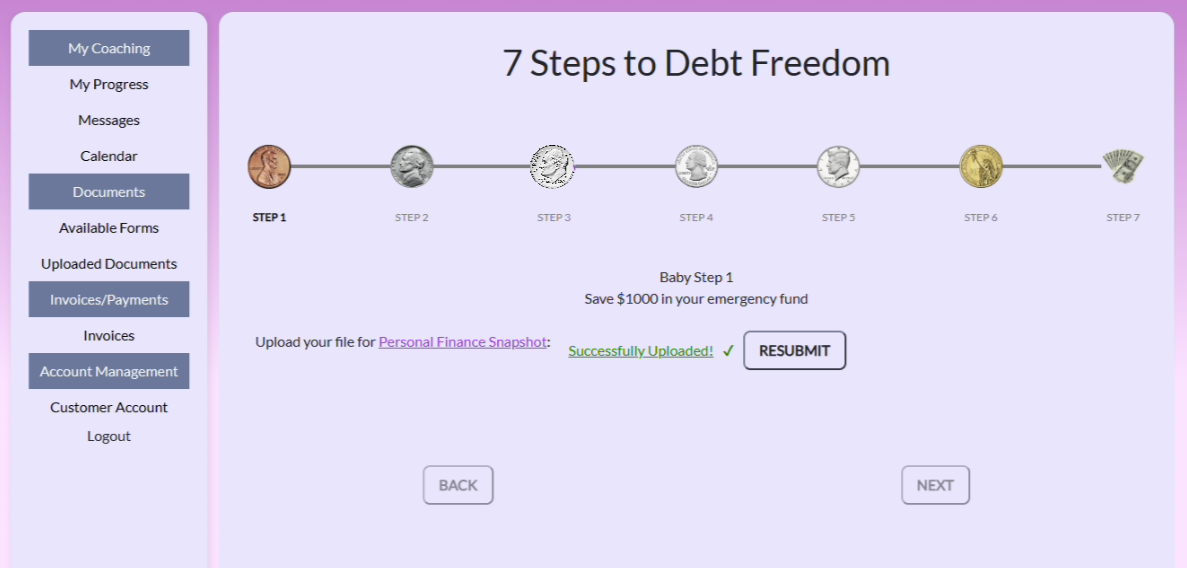 My Coaching
My Progress
Messages
Calendar
Documents
Available Forms
Uploaded Documents
Invoices/Payments
Invoices
Account Management
Customer Account
Logout
7 Steps to Debt Freedom
STEP 1 STEP 2 STEP 3 STEP 4 STEP 5 STEP 6 STEP 7
Baby Step 1
Save $1000 in your emergency fund
Upload your file for Personal Finance Snapshot: Successfully Uploaded! ✓ RESUBMIT
BACK NEXT